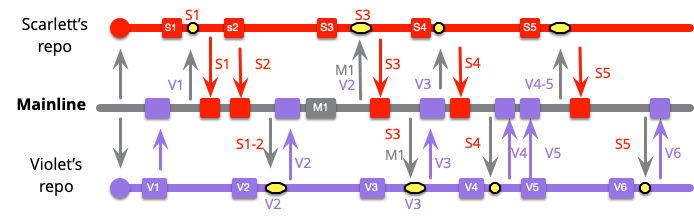 Scarlett's
repo
S1
S1
s2
S3
S3
S4
S5
V1
S1
S2
M1
V2
S3
V3
S4
V4-5
S5
Mainline
M1
S1-2
V2
S3
M1
V3
S4
V4
V5
S5
V6
Violet's
repo
V1
V2
V2
V3
V3
V4
V5
V6